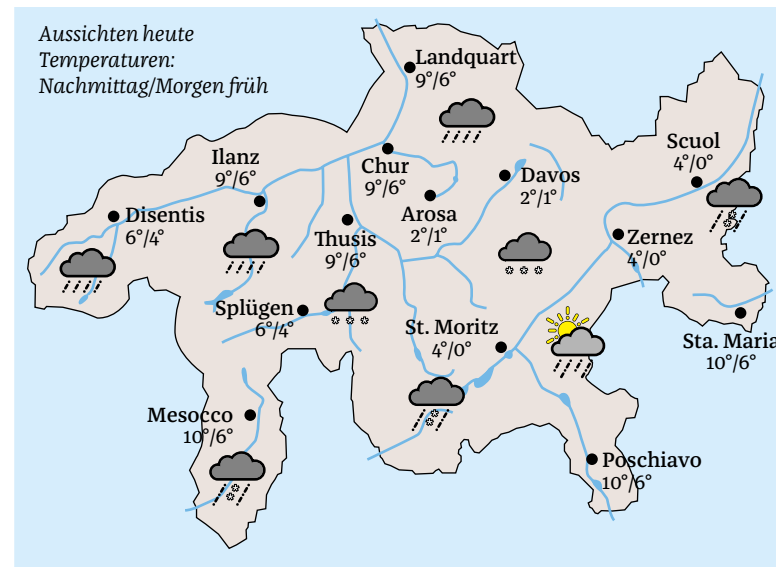 Aussichten heute
Temperaturen:
Nachmittag/Morgen früh
Landquart
9°/6°
Chur
9°/6°
Ilanz
9°/6°
Scuol
4°/0°
Davos
2°/1°
Arosa
2°/1°
Disentis
6°/4°
Thusis
9°/6°
Zernez
4°/0°
Splügen
6°/4°
St. Moritz
4°/0°
Sta. Maria
10°/6°
Mesocco
10°/6°
Poschiavo
10°/6°